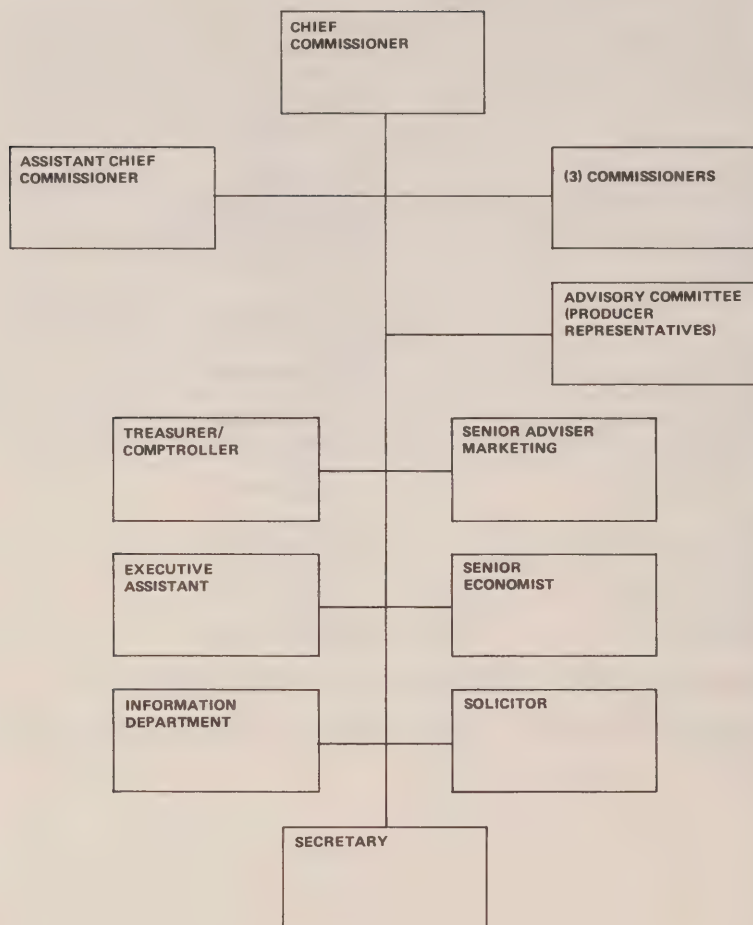 CHIEF
COMMISSIONER
ASSISTANT CHIEF
COMMISSIONER
(3) COMMISSIONERS
ADVISORY COMMITTEE
(PRODUCER
REPRESENTATIVES)
TREASURER/
COMPTROLLER
SENIOR ADVISER
MARKETING
EXECUTIVE
ASSISTANT
SENIOR
ECONOMIST
INFORMATION
DEPARTMENT
SOLICITOR
SECRETARY